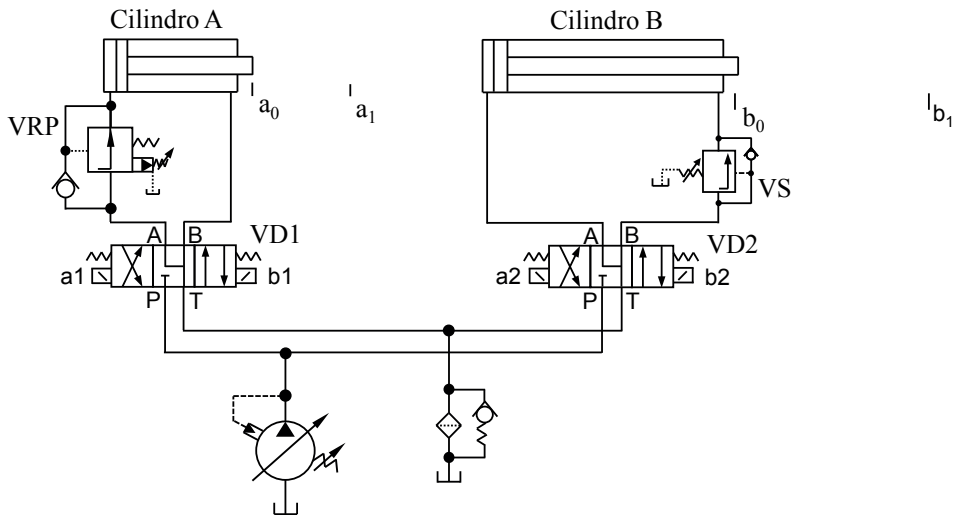 Cilindro A
Cilindro B
a0
a1
b0
b1
VRP
VS
A B
VD1
A B
VD2
a1
b1
a2
b2
P T
P T